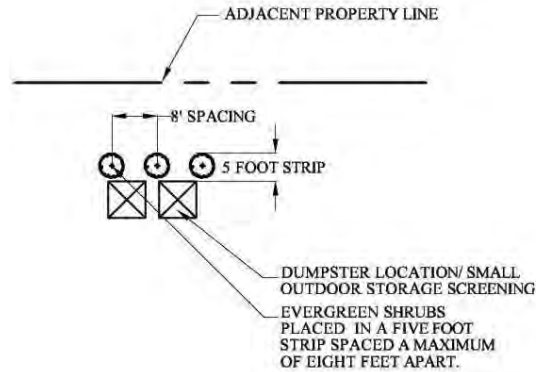 ADJACENT PROPERTY LINE
8' SPACING
5 FOOT STRIP
DUMPSTER LOCATION/ SMALL
OUTDOOR STORAGE SCREENING
EVERGREEN SHRUBS
PLACED IN A FIVE FOOT
STRIP SPACED A MAXIMUM
OF EIGHT FEET APART.